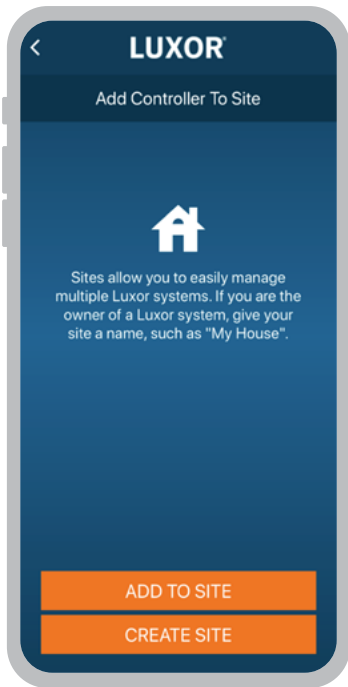 LUXOR
Add Controller To Site
Sites allow you to easily manage
multiple Luxor systems. If you are the
owner of a Luxor system, give your
site a name, such as "My House".
ADD TO SITE
CREATE SITE